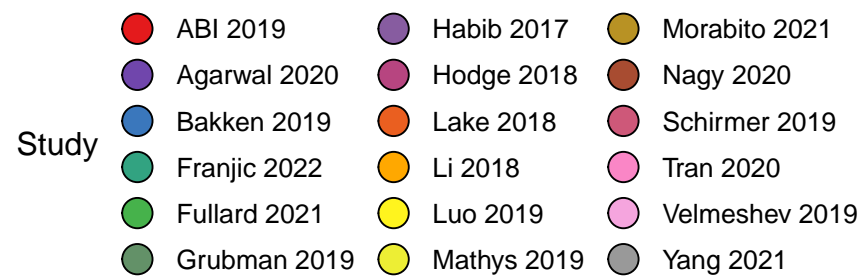 Study
ABI 2019
Agarwal 2020
Bakken 2019
Franjic 2022
Fullard 2021
Grubman 2019
Habib 2017
Hodge 2018
Lake 2018
Li 2018
Luo 2019
Mathys 2019
Morabito 2021
Nagy 2020
Schirmer 2019
Tran 2020
Velmeshev 2019
Yang 2021